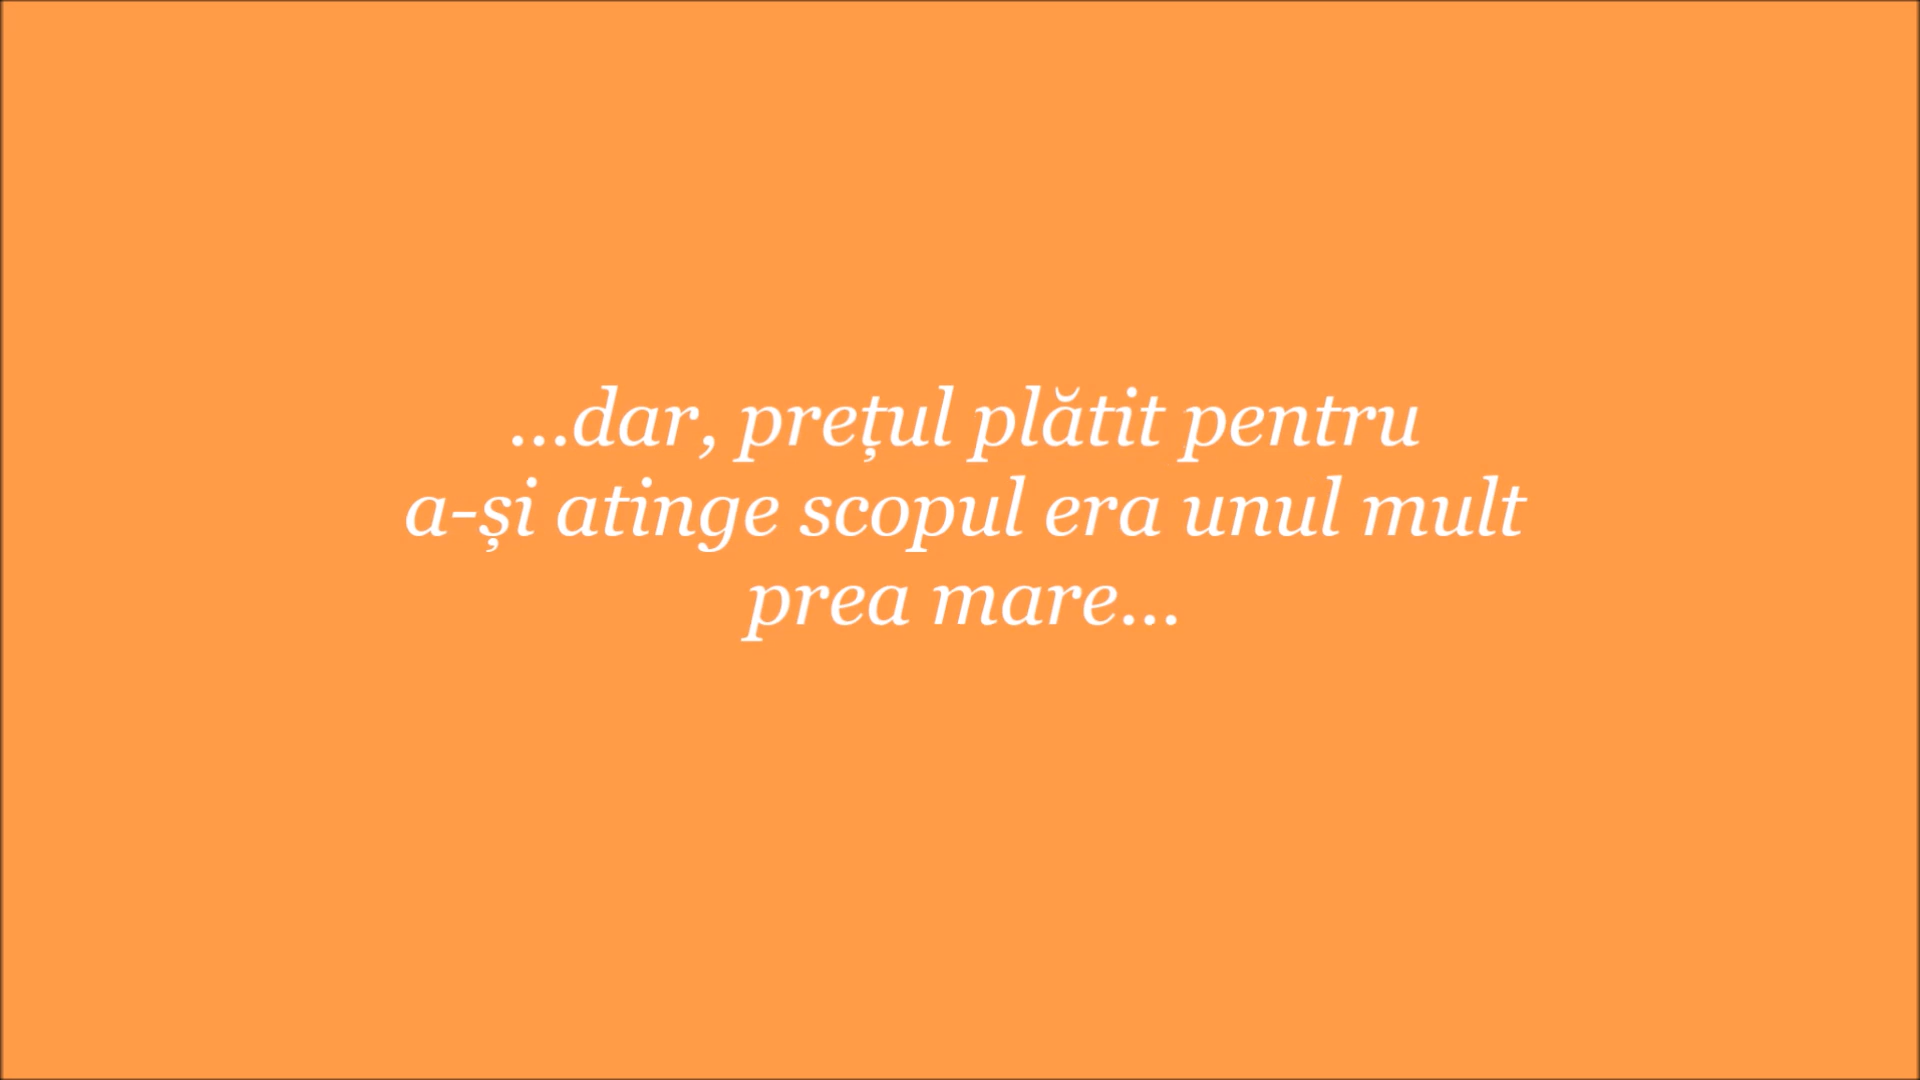 ...dar, prețul plătit pentru
a-și atinge scopul era unul mult
prea mare...